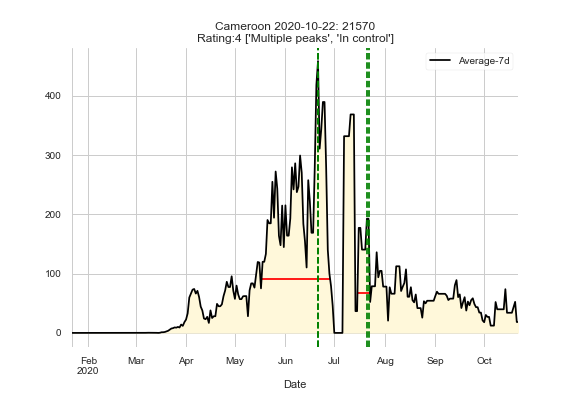 Cameroon 2020-10-22: 21570
Rating:4 ['Multiple peaks', 'In control']
Average-7d
400
300
200
100
0
Feb Mar Apr May Jun Jul Aug Sep Oct
2020
Date